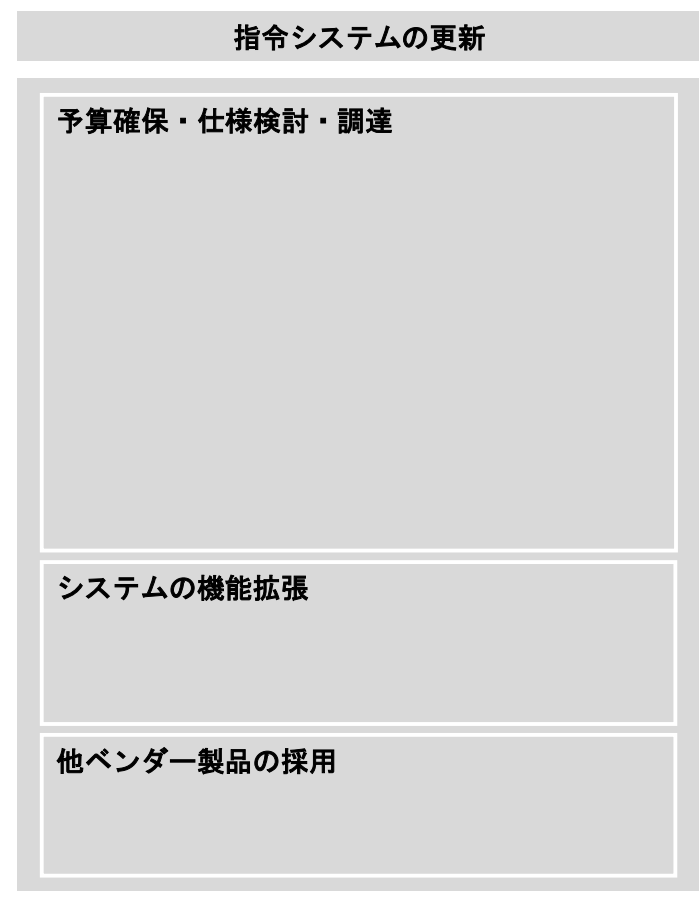 指令システムの更新
予算確保・仕様検討・調達
システムの機能拡張
他ベンダー製品の採用